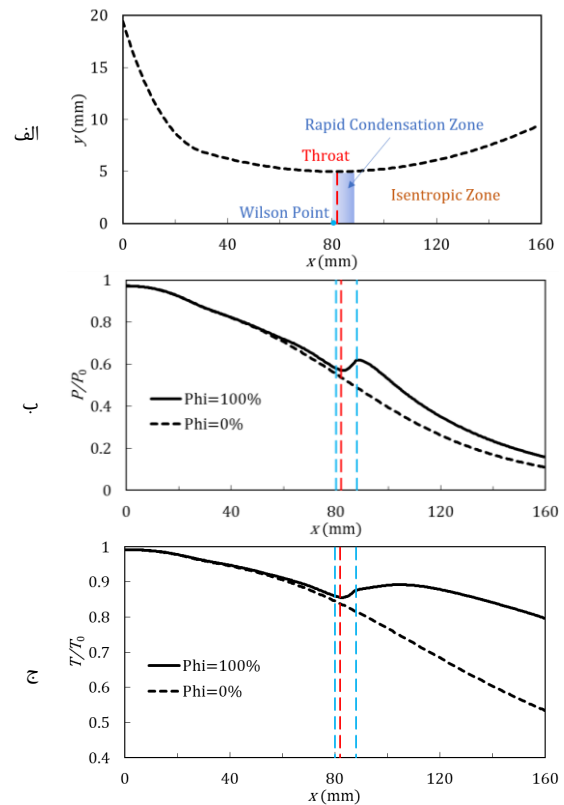 الف
20
15
10
5
0
y (mm)
Rapid Condensation Zone
Throat
Isentropic Zone
Wilson Point
0
40
80
120
160
x (mm)
ب
1
0.8
0.6
0.4
0.2
0
P/P0
Phi=100%
Phi=0%
0
40
80
120
160
x (mm)
ج
1
0.9
0.8
0.7
0.6
0.5
0.4
T/T0
Phi=100%
Phi=0%
0
40
80
120
160
x (mm)